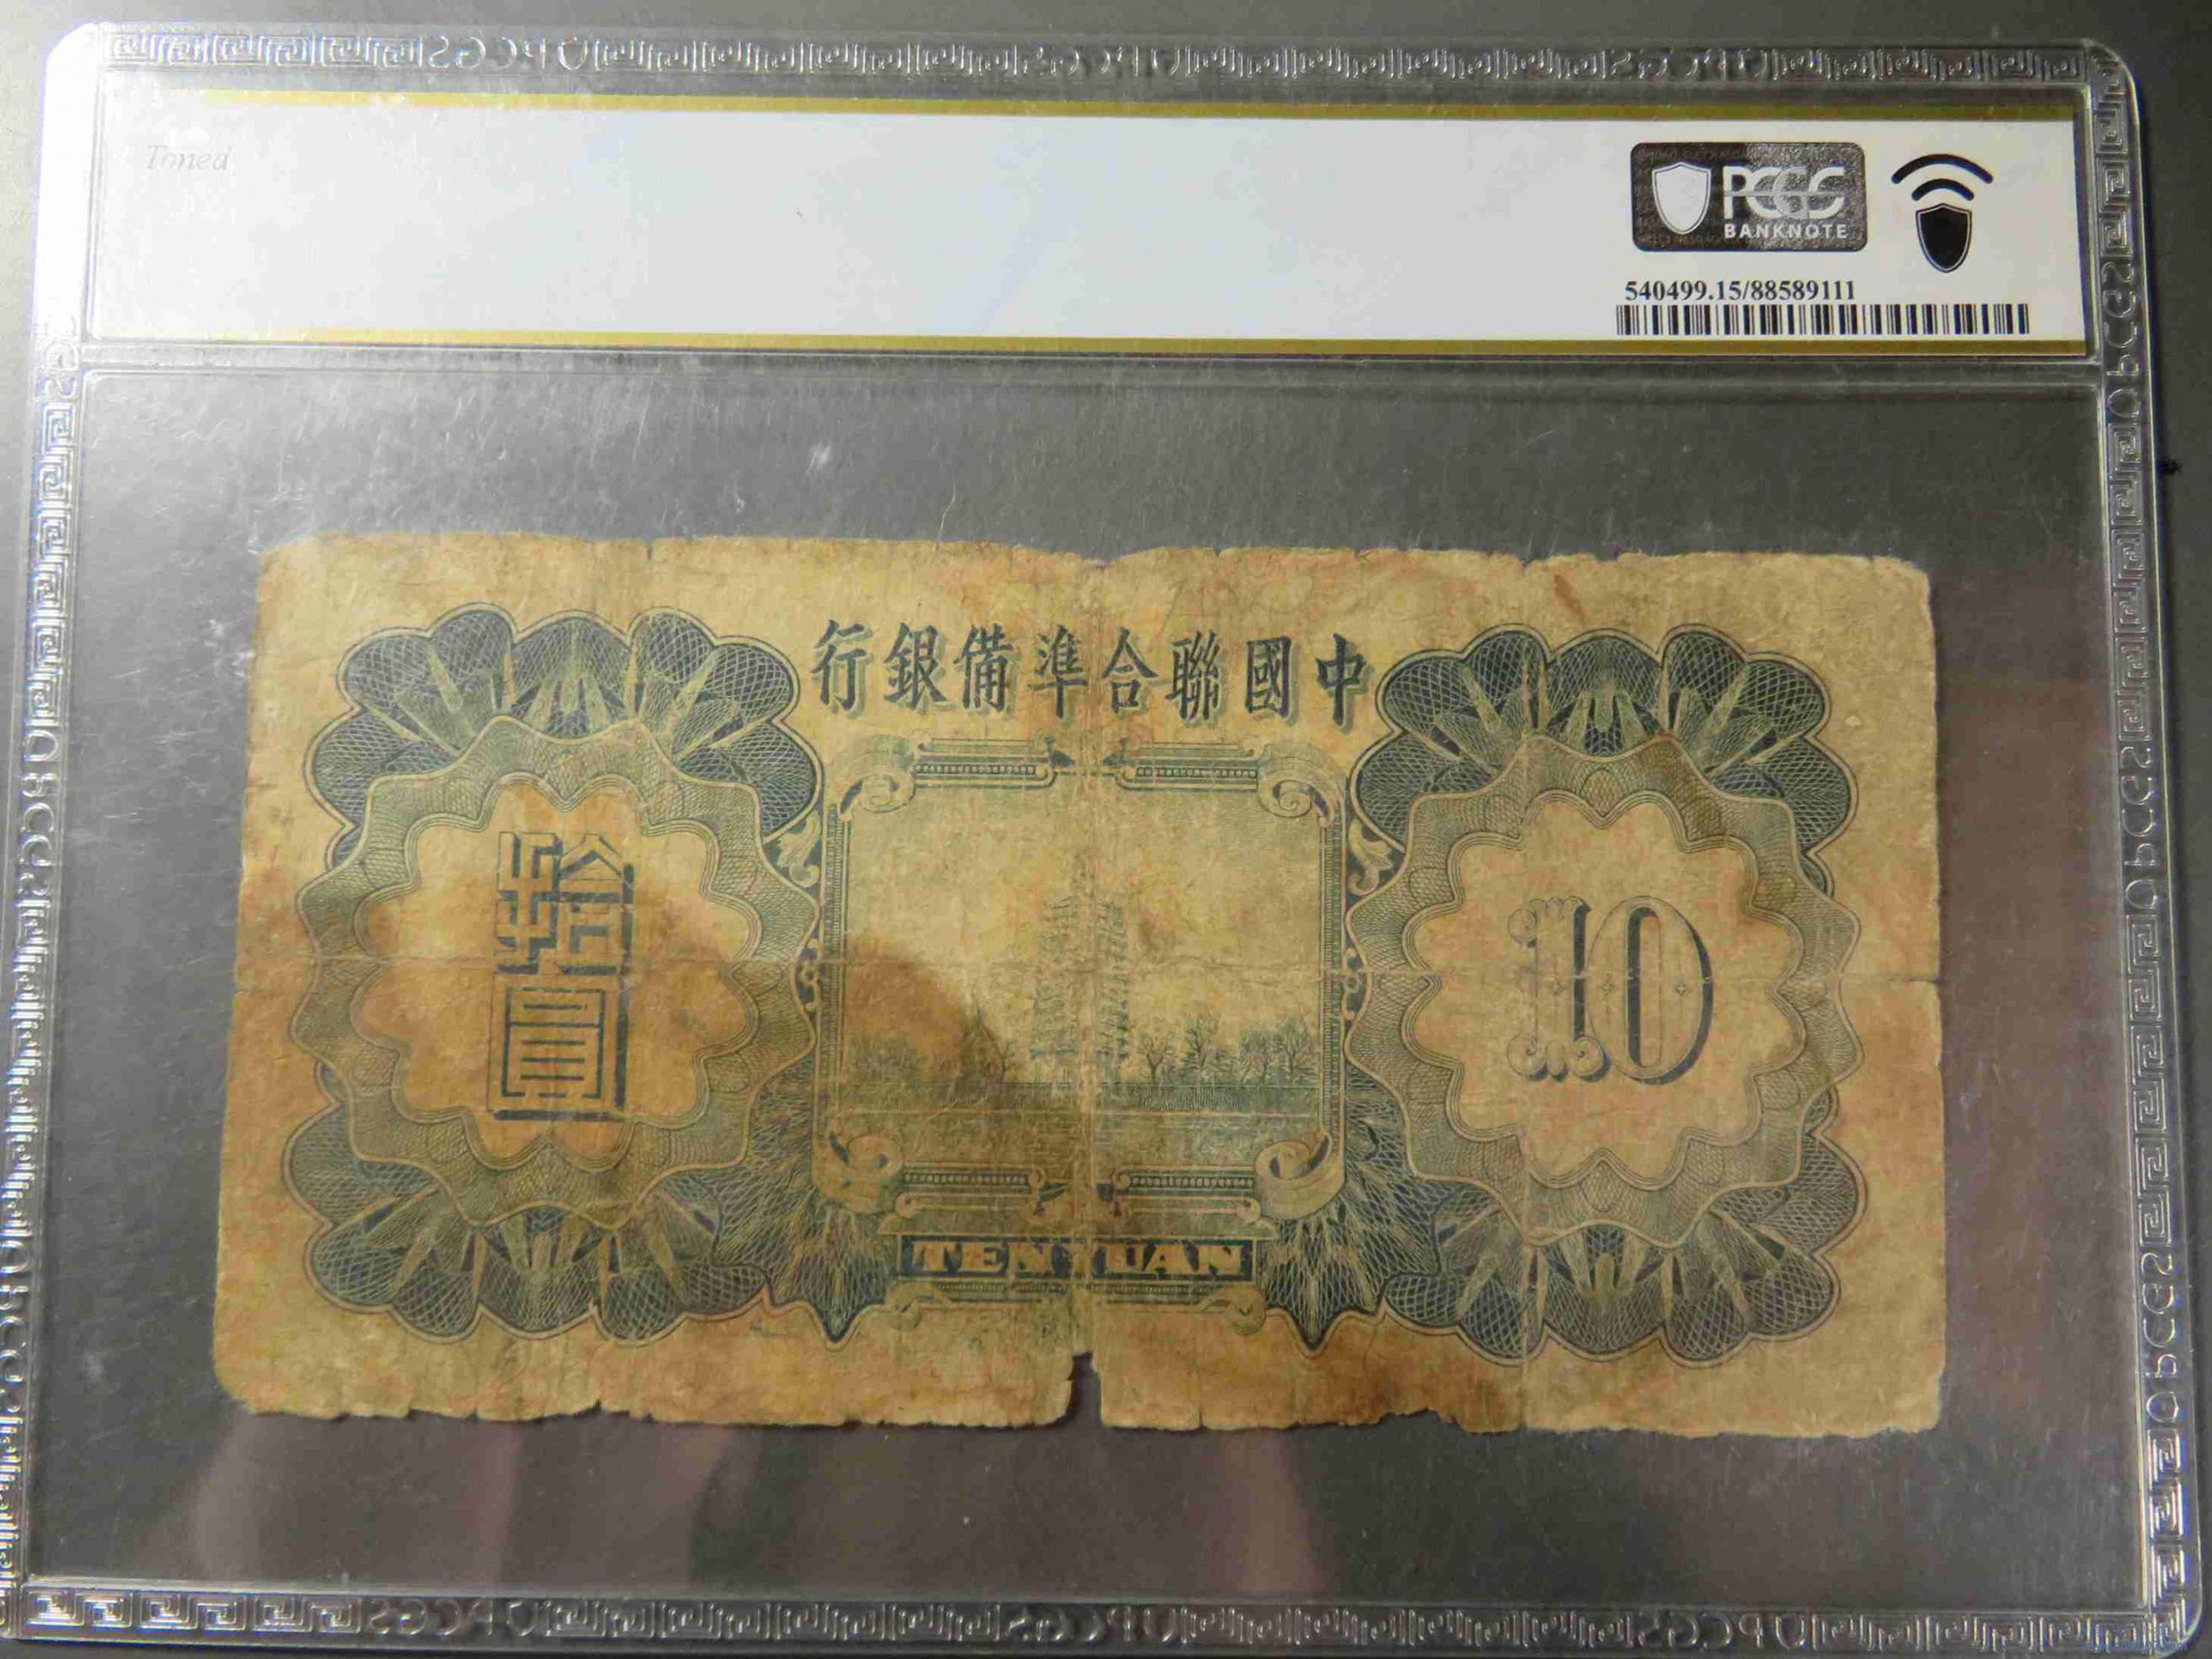 Toned
PCGS
BANKNOTE
540499.15/88589111
行銀備準合聯國中
拾圓
10
TEN YUAN